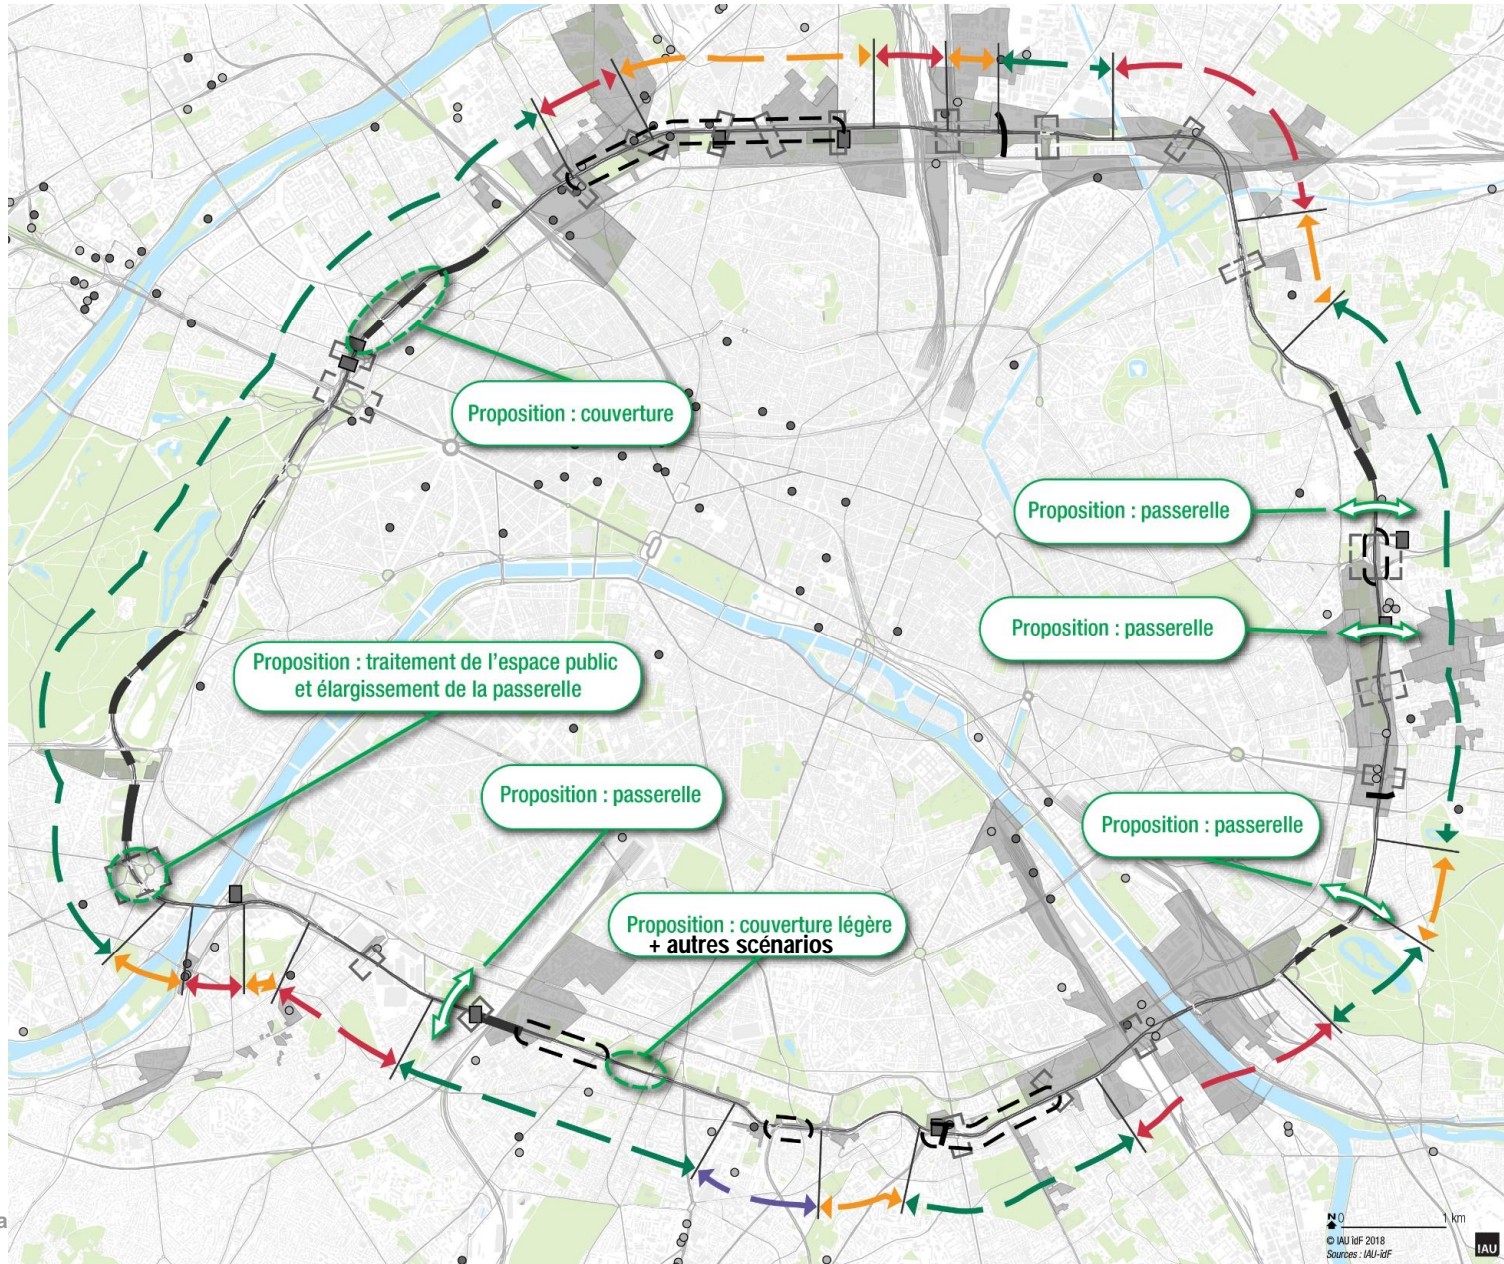 Proposition : couverture
Proposition : passerelle
Proposition : passerelle
Proposition : traitement de l'espace public
et élargissement de la passerelle
Proposition : passerelle
Proposition : passerelle
Proposition : couverture légère
+ autres scénarios
a
N 0 1 km
© IAU îdF 2018
Sources : IAU-îdF
IAU